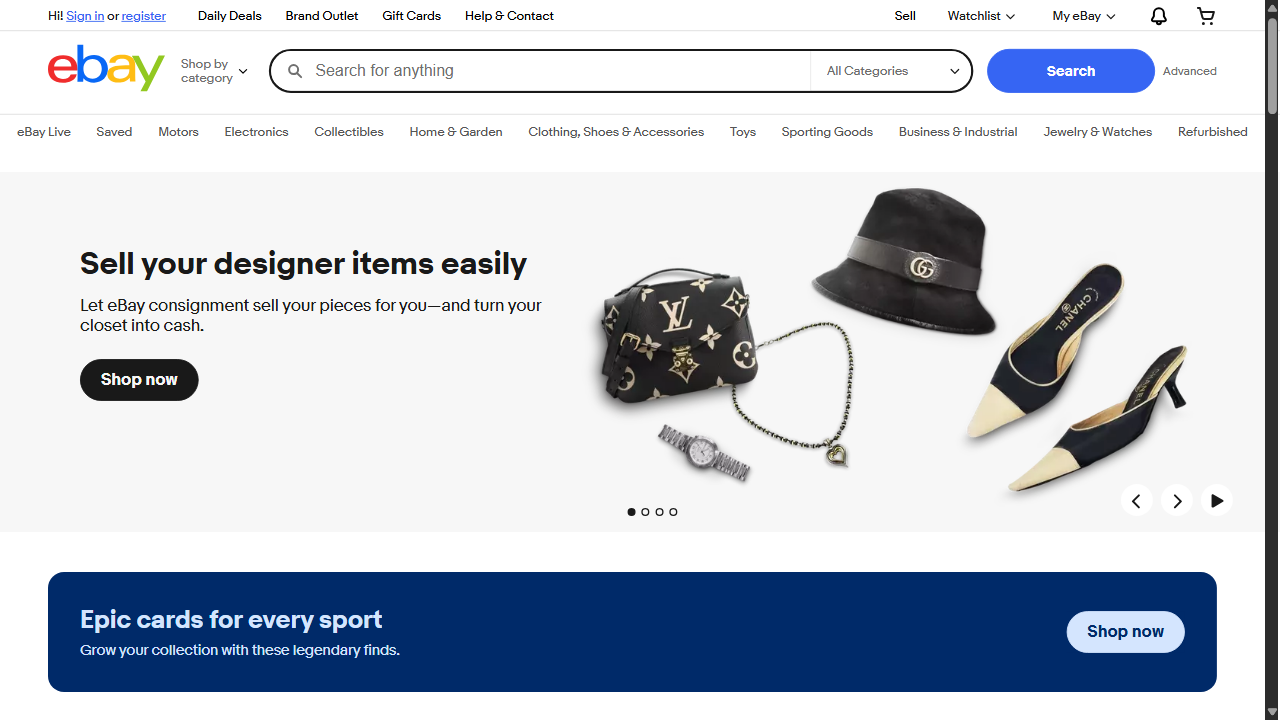 Hi! Sign in or register
Daily Deals
Brand Outlet
Gift Cards
Help & Contact
Sell
Watchlist
My eBay
ebay
Shop by
category
Search for anything
All Categories
Search
Advanced
eBay Live
Saved
Motors
Electronics
Collectibles
Home & Garden
Clothing, Shoes & Accessories
Toys
Sporting Goods
Business & Industrial
Jewelry & Watches
Refurbished
Sell your designer items easily
Let eBay consignment sell your pieces for you—and turn your
closet into cash.
Shop now
LV
GG
CHANEL
CHANEL
Epic cards for every sport
Grow your collection with these legendary finds.
Shop now